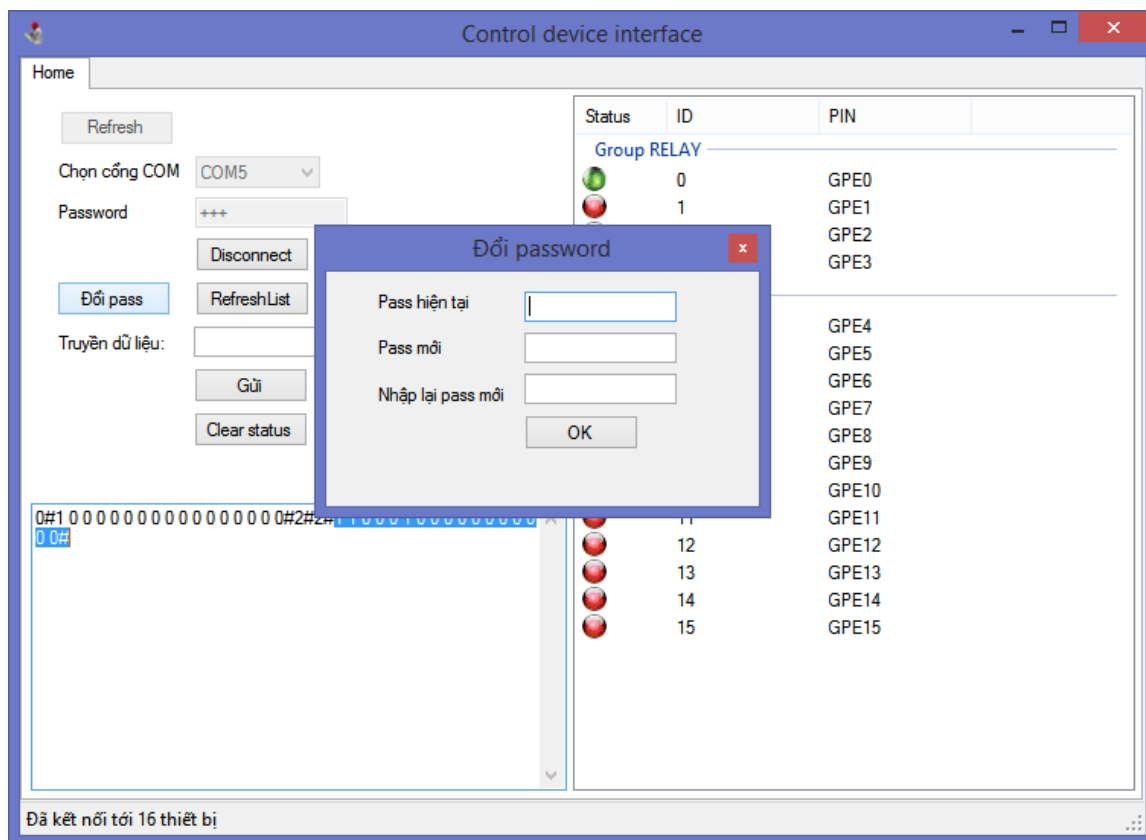 Control device interface
Home
Refresh
Chọn cổng COM COM5
Password +++
Disconnect
Đổi pass RefreshList
Truyền dữ liệu:
Gửi
Clear status
0#1 0 0 0 0 0 0 0 0 0 0 0 0 0 0 0 0#2#2#1 1 0 0 0 1 0 0 0 0 0 0 0 0 0
0 0#
Đổi password
Pass hiện tại
Pass mới
Nhập lại pass mới
OK
Status ID PIN
Group RELAY
0 GPE0
1 GPE1
GPE2
GPE3
GPE4
GPE5
GPE6
GPE7
GPE8
GPE9
GPE10
11 GPE11
12 GPE12
13 GPE13
14 GPE14
15 GPE15
Đã kết nối tới 16 thiết bị